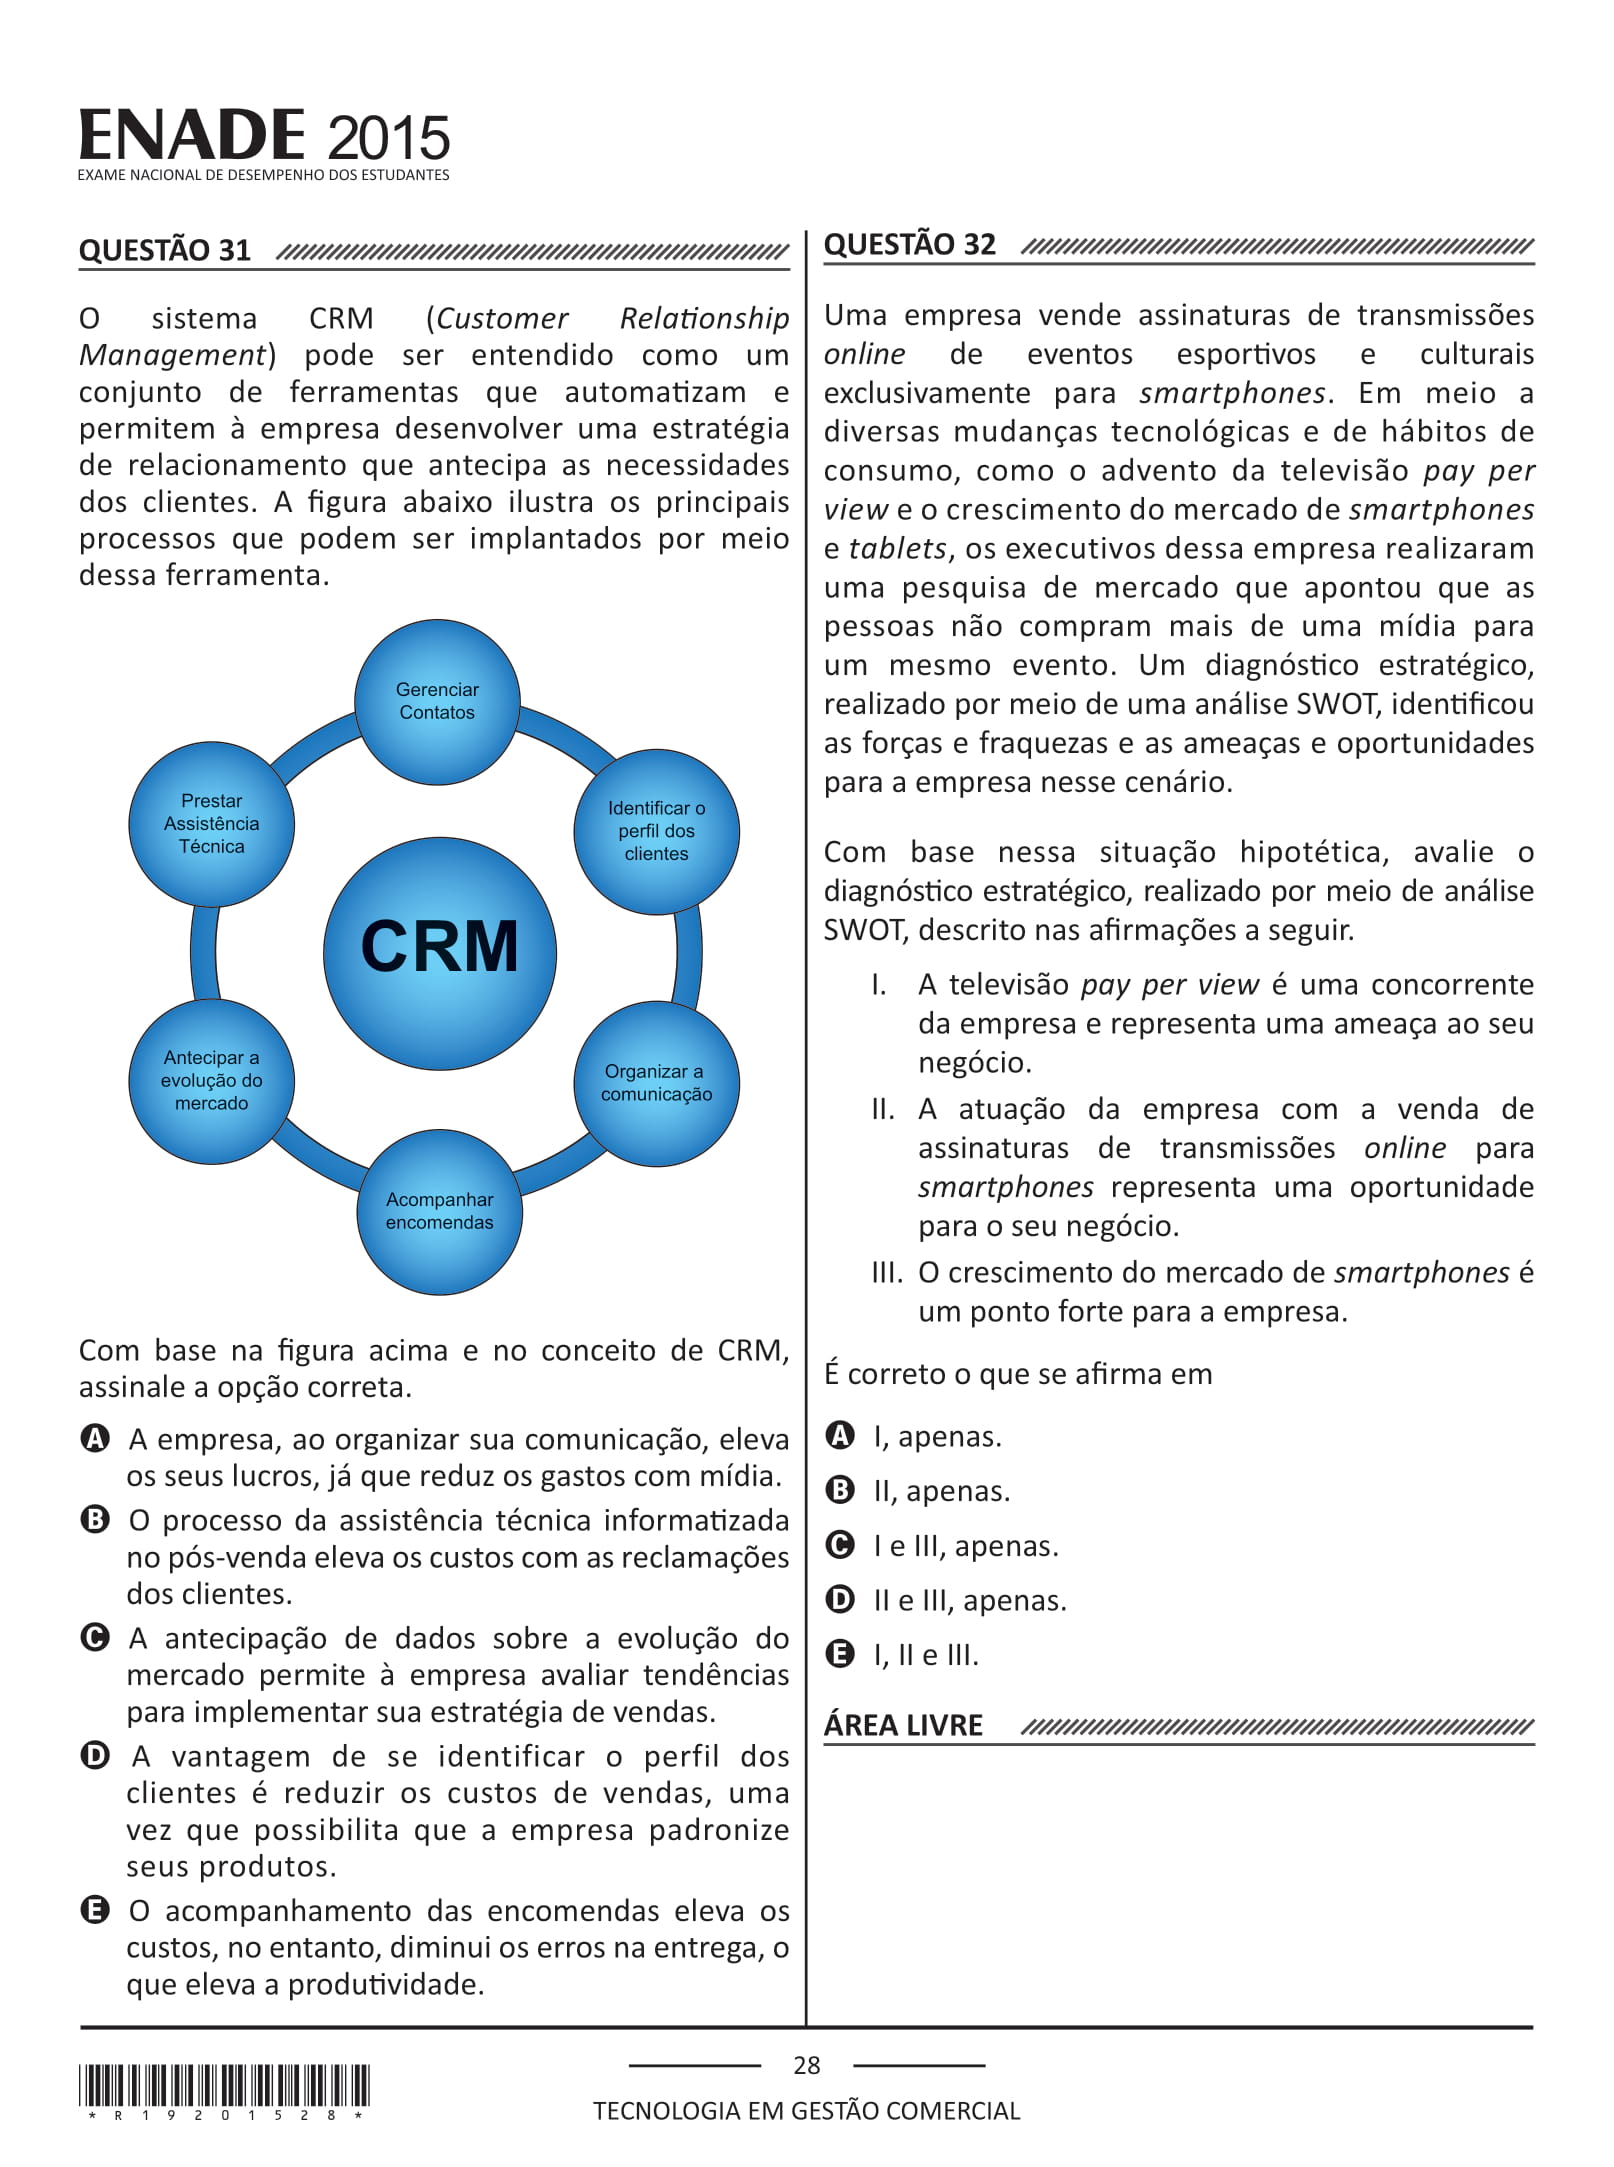 ENADE 2015
EXAME NACIONAL DE DESEMPENHO DOS ESTUDANTES
QUESTÃO 31
O sistema CRM (Customer Relationship
Management) pode ser entendido como um
conjunto de ferramentas que automatizam e
permitem à empresa desenvolver uma estratégia
de relacionamento que antecipa as necessidades
dos clientes. A figura abaixo ilustra os principais
processos que podem ser implantados por meio
dessa ferramenta.
Gerenciar
Contatos
Identificar o
perfil dos
clientes
Prestar
Assistência
Técnica
CRM
Antecipar a
evolução do
mercado
Organizar a
comunicação
Acompanhar
encomendas
Com base na figura acima e no conceito de CRM,
assinale a opção correta.
A A empresa, ao organizar sua comunicação, eleva
os seus lucros, já que reduz os gastos com mídia.
B O processo da assistência técnica informatizada
no pós-venda eleva os custos com as reclamações
dos clientes.
C A antecipação de dados sobre a evolução do
mercado permite à empresa avaliar tendências
para implementar sua estratégia de vendas.
D A vantagem de se identificar o perfil dos
clientes é reduzir os custos de vendas, uma
vez que possibilita que a empresa padronize
seus produtos.
E O acompanhamento das encomendas eleva os
custos, no entanto, diminui os erros na entrega, o
que eleva a produtividade.
QUESTÃO 32
Uma empresa vende assinaturas de transmissões
online de eventos esportivos e culturais
exclusivamente para smartphones. Em meio a
diversas mudanças tecnológicas e de hábitos de
consumo, como o advento da televisão pay per
view e o crescimento do mercado de smartphones
e tablets, os executivos dessa empresa realizaram
uma pesquisa de mercado que apontou que as
pessoas não compram mais de uma mídia para
um mesmo evento. Um diagnóstico estratégico,
realizado por meio de uma análise SWOT, identificou
as forças e fraquezas e as ameaças e oportunidades
para a empresa nesse cenário.
Com base nessa situação hipotética, avalie o
diagnóstico estratégico, realizado por meio de análise
SWOT, descrito nas afirmações a seguir.
I. A televisão pay per view é uma concorrente
da empresa e representa uma ameaça ao seu
negócio.
II. A atuação da empresa com a venda de
assinaturas de transmissões online para
smartphones representa uma oportunidade
para o seu negócio.
III. O crescimento do mercado de smartphones é
um ponto forte para a empresa.
É correto o que se afirma em
A I, apenas.
B II, apenas.
C I e III, apenas.
D II e III, apenas.
E I, II e III.
ÁREA LIVRE
*R19201528*
28
TECNOLOGIA EM GESTÃO COMERCIAL